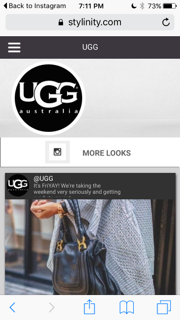 Back to Instagram 7:11 PM 73%
stylinity.com
UGG
UGG
australia
MORE LOOKS
UGG
@UGG
It's FriYAY! We're taking the
weekend very seriously and getting